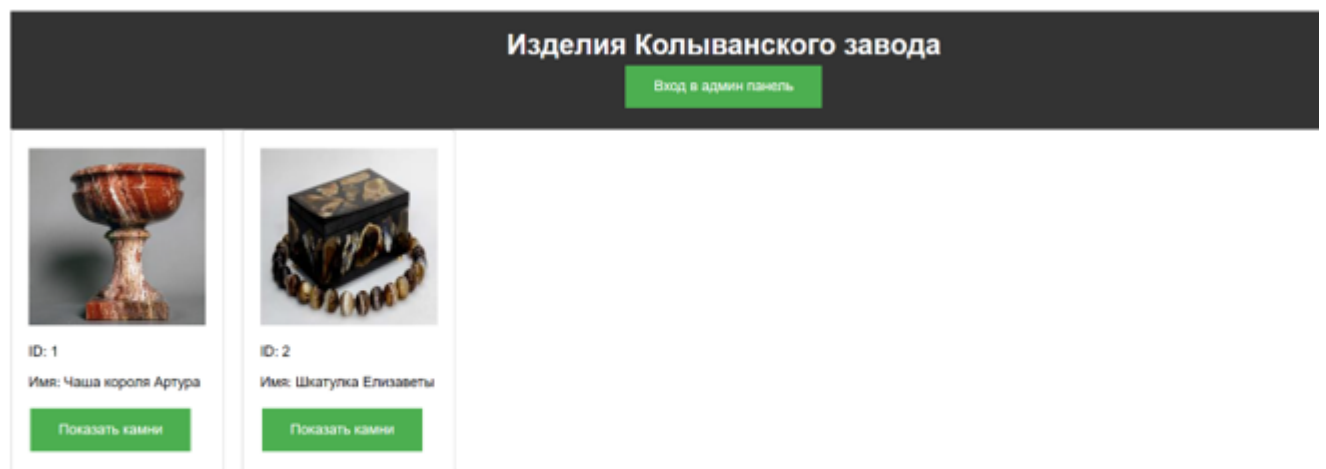 Изделия Колыванского завода
Вход в админ панель
ID: 1
Имя: Чаша короля Артура
Показать камни
ID: 2
Имя: Шкатулка Елизаветы
Показать камни